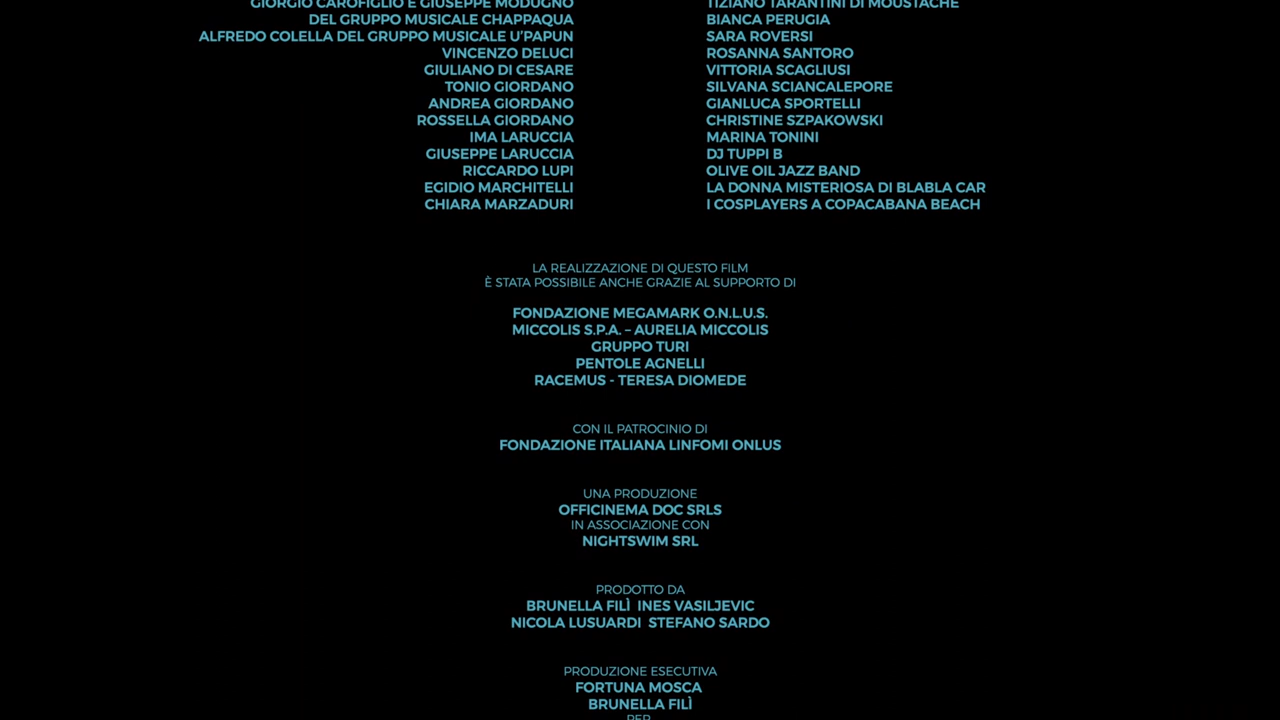 GIORGIO CAROFIGLIO E GIUSEPPE MODUGNO
DEL GRUPPO MUSICALE CHAPPAQUA
ALFREDO COLELLA DEL GRUPPO MUSICALE U'PAPUN
VINCENZO DELUCI
GIULIANO DI CESARE
TONIO GIORDANO
ANDREA GIORDANO
ROSSELLA GIORDANO
IMA LARUCCIA
GIUSEPPE LARUCCIA
RICCARDO LUPI
EGIDIO MARCHITELLI
CHIARA MARZADURI
TIZIANO TARANTINI DI MOUSTACHE
BIANCA PERUGIA
SARA ROVERSI
ROSANNA SANTORO
VITTORIA SCAGLIUSI
SILVANA SCIANCALEPORE
GIANLUCA SPORTELLI
CHRISTINE SZPAKOWSKI
MARINA TONINI
DJ TUPPI B
OLIVE OIL JAZZ BAND
LA DONNA MISTERIOSA DI BLABLA CAR
I COSPLAYERS A COPACABANA BEACH
LA REALIZZAZIONE DI QUESTO FILM
È STATA POSSIBILE ANCHE GRAZIE AL SUPPORTO DI
FONDAZIONE MEGAMARK O.N.L.U.S.
MICCOLIS S.P.A. – AURELIA MICCOLIS
GRUPPO TURI
PENTOLE AGNELLI
RACEMUS - TERESA DIOMEDE
CON IL PATROCINIO DI
FONDAZIONE ITALIANA LINFOMI ONLUS
UNA PRODUZIONE
OFFICINEMA DOC SRLS
IN ASSOCIAZIONE CON
NIGHTSWIM SRL
PRODOTTO DA
BRUNELLA FILÌ INES VASILJEVIC
NICOLA LUSUARDI STEFANO SARDO
PRODUZIONE ESECUTIVA
FORTUNA MOSCA
BRUNELLA FILÌ
PER